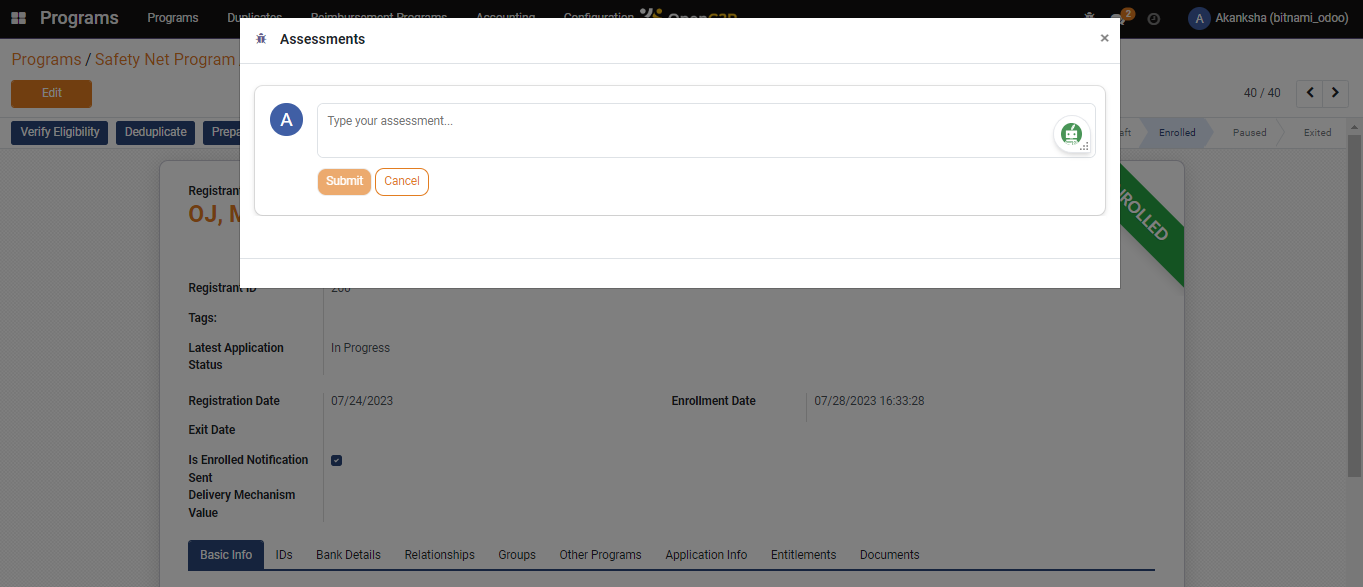 Programs Programs Duplicates Reimbursement Programs Accounting Configuration OpenG2P 2 A Akanksha (bitnami_odoo)
Assessments ×
Programs / Safety Net Program
Edit 40 / 40
A Type your assessment...
Verify Eligibility Deduplicate Enrolled Paused Exited
Submit Cancel
Registrant
OJ,
ROLLED
Registrant ID
Tags:
Latest Application Status In Progress
Registration Date 07/24/2023 Enrollment Date 07/28/2023 16:33:28
Exit Date
Is Enrolled Notification Sent
Delivery Mechanism Value
Basic Info IDs Bank Details Relationships Groups Other Programs Application Info Entitlements Documents